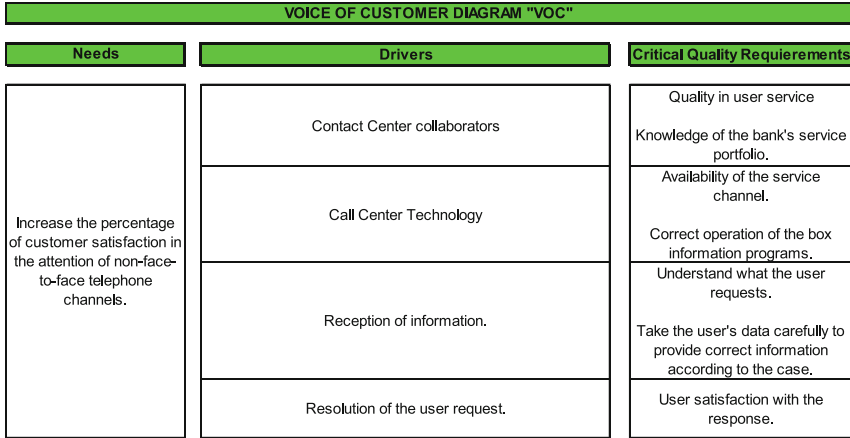 VOICE OF CUSTOMER DIAGRAM "VOC"
Needs
Drivers
Critical Quality Requierements
Increase the percentage
of customer satisfaction in
the attention of non-face-
to-face telephone
channels.
Contact Center collaborators
Quality in user service
Knowledge of the bank's service
portfolio.
Call Center Technology
Availability of the service
channel.
Correct operation of the box
information programs.
Reception of information.
Understand what the user
requests.
Take the user's data carefully to
provide correct information
according to the case.
Resolution of the user request.
User satisfaction with the
response.